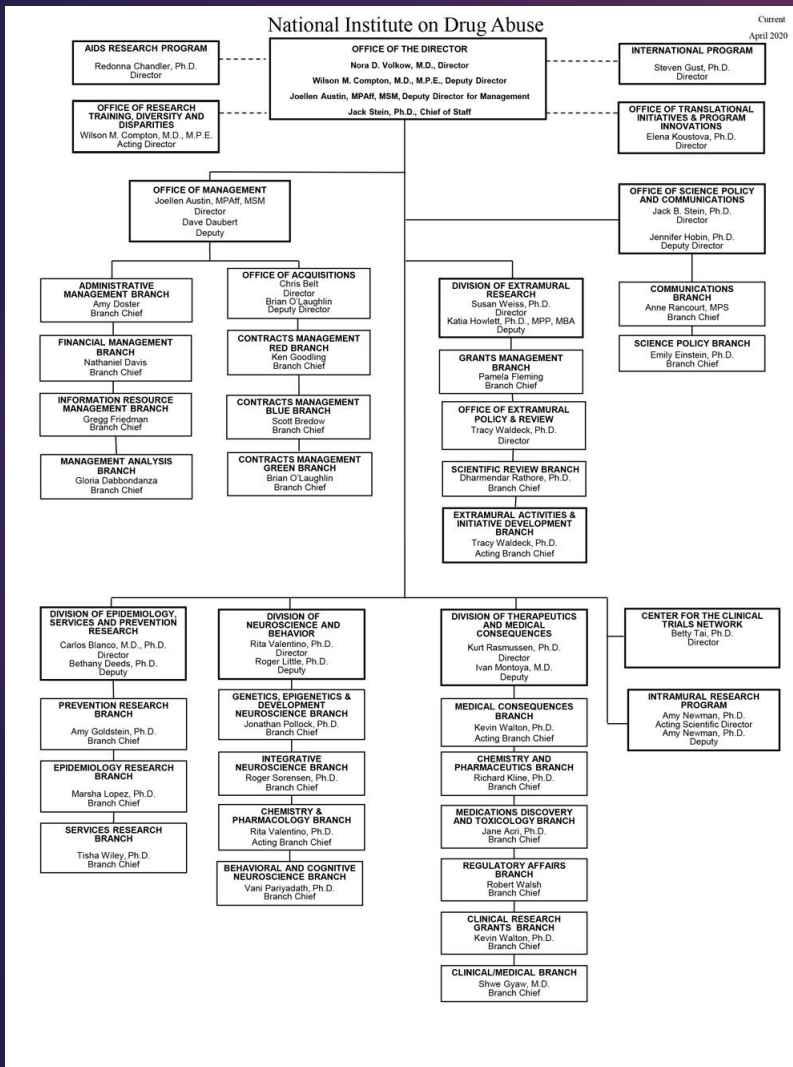 National Institute on Drug Abuse
Current
April 2020
AIDS RESEARCH PROGRAM
Redonna Chandler, Ph.D.
Director
OFFICE OF THE DIRECTOR
Nora D. Volkow, M.D., Director
Wilson M. Compton, M.D., M.P.E., Deputy Director
Joellen Austin, MPAff, MSM, Deputy Director for Management
Jack Stein, Ph.D., Chief of Staff
INTERNATIONAL PROGRAM
Steven Gust, Ph.D.
Director
OFFICE OF RESEARCH
TRAINING, DIVERSITY AND
DISPARITIES
Wilson M. Compton, M.D., M.P.E.
Acting Director
OFFICE OF TRANSLATIONAL
INITIATIVES & PROGRAM
INNOVATIONS
Elena Koustova, Ph.D.
Director
OFFICE OF MANAGEMENT
Joellen Austin, MPAff, MSM
Director
Dave Daubert
Deputy
OFFICE OF SCIENCE POLICY
AND COMMUNICATIONS
Jack B. Stein, Ph.D.
Director
Jennifer Hobin, Ph.D.
Deputy Director
ADMINISTRATIVE
MANAGEMENT BRANCH
Amy Doster
Branch Chief
FINANCIAL MANAGEMENT
BRANCH
Nathaniel Davis
Branch Chief
INFORMATION RESOURCE
MANAGEMENT BRANCH
Gregg Friedman
Branch Chief
MANAGEMENT ANALYSIS
BRANCH
Gloria Dabbondanza
Branch Chief
OFFICE OF ACQUISITIONS
Chris Belt
Director
Brian O'Laughlin
Deputy Director
CONTRACTS MANAGEMENT
RED BRANCH
Ken Goodling
Branch Chief
CONTRACTS MANAGEMENT
BLUE BRANCH
Scott Bredow
Branch Chief
CONTRACTS MANAGEMENT
GREEN BRANCH
Brian O'Laughlin
Branch Chief
DIVISION OF EXTRAMURAL
RESEARCH
Susan Weiss, Ph.D.
Director
Katia Howlett, Ph.D., MPP, MBA
Deputy
GRANTS MANAGEMENT
BRANCH
Pamela Fleming
Branch Chief
OFFICE OF EXTRAMURAL
POLICY & REVIEW
Tracy Waldeck, Ph.D.
Director
SCIENTIFIC REVIEW BRANCH
Dharmendar Rathore, Ph.D.
Branch Chief
EXTRAMURAL ACTIVITIES &
INITIATIVE DEVELOPMENT
BRANCH
Tracy Waldeck, Ph.D.
Acting Branch Chief
COMMUNICATIONS
BRANCH
Anne Rancourt, MPS
Branch Chief
SCIENCE POLICY BRANCH
Emily Einstein, Ph.D.
Branch Chief
DIVISION OF EPIDEMIOLOGY,
SERVICES AND PREVENTION
RESEARCH
Carlos Blanco, M.D., Ph.D.
Director
Bethany Deeds, Ph.D.
Deputy
PREVENTION RESEARCH
BRANCH
Amy Goldstein, Ph.D.
Branch Chief
EPIDEMIOLOGY RESEARCH
BRANCH
Marsha Lopez, Ph.D.
Branch Chief
SERVICES RESEARCH
BRANCH
Tisha Wiley, Ph.D.
Branch Chief
DIVISION OF
NEUROSCIENCE AND
BEHAVIOR
Rita Valentino, Ph.D.
Director
Roger Little, Ph.D.
Deputy
GENETICS, EPIGENETICS &
DEVELOPMENT
NEUROSCIENCE BRANCH
Jonathan Pollock, Ph.D.
Branch Chief
INTEGRATIVE
NEUROSCIENCE BRANCH
Roger Sorensen, Ph.D.
Branch Chief
CHEMISTRY &
PHARMACOLOGY BRANCH
Rita Valentino, Ph.D.
Acting Branch Chief
BEHAVIORAL AND COGNITIVE
NEUROSCIENCE BRANCH
Vani Pariyadath, Ph.D.
Branch Chief
DIVISION OF THERAPEUTICS
AND MEDICAL
CONSEQUENCES
Kurt Rasmussen, Ph.D.
Director
Ivan Montoya, M.D.
Deputy
MEDICAL CONSEQUENCES
BRANCH
Kevin Walton, Ph.D.
Acting Branch Chief
CHEMISTRY AND
PHARMACEUTICS BRANCH
Richard Kline, Ph.D.
Branch Chief
MEDICATIONS DISCOVERY
AND TOXICOLOGY BRANCH
Jane Acri, Ph.D.
Branch Chief
REGULATORY AFFAIRS
BRANCH
Robert Walsh
Branch Chief
CLINICAL RESEARCH
GRANTS BRANCH
Kevin Walton, Ph.D.
Branch Chief
CLINICAL/MEDICAL BRANCH
Shwe Gyaw, M.D.
Branch Chief
CENTER FOR THE CLINICAL
TRIALS NETWORK
Betty Tai, Ph.D.
Director
INTRAMURAL RESEARCH
PROGRAM
Amy Newman, Ph.D.
Acting Scientific Director
Amy Newman, Ph.D.
Deputy